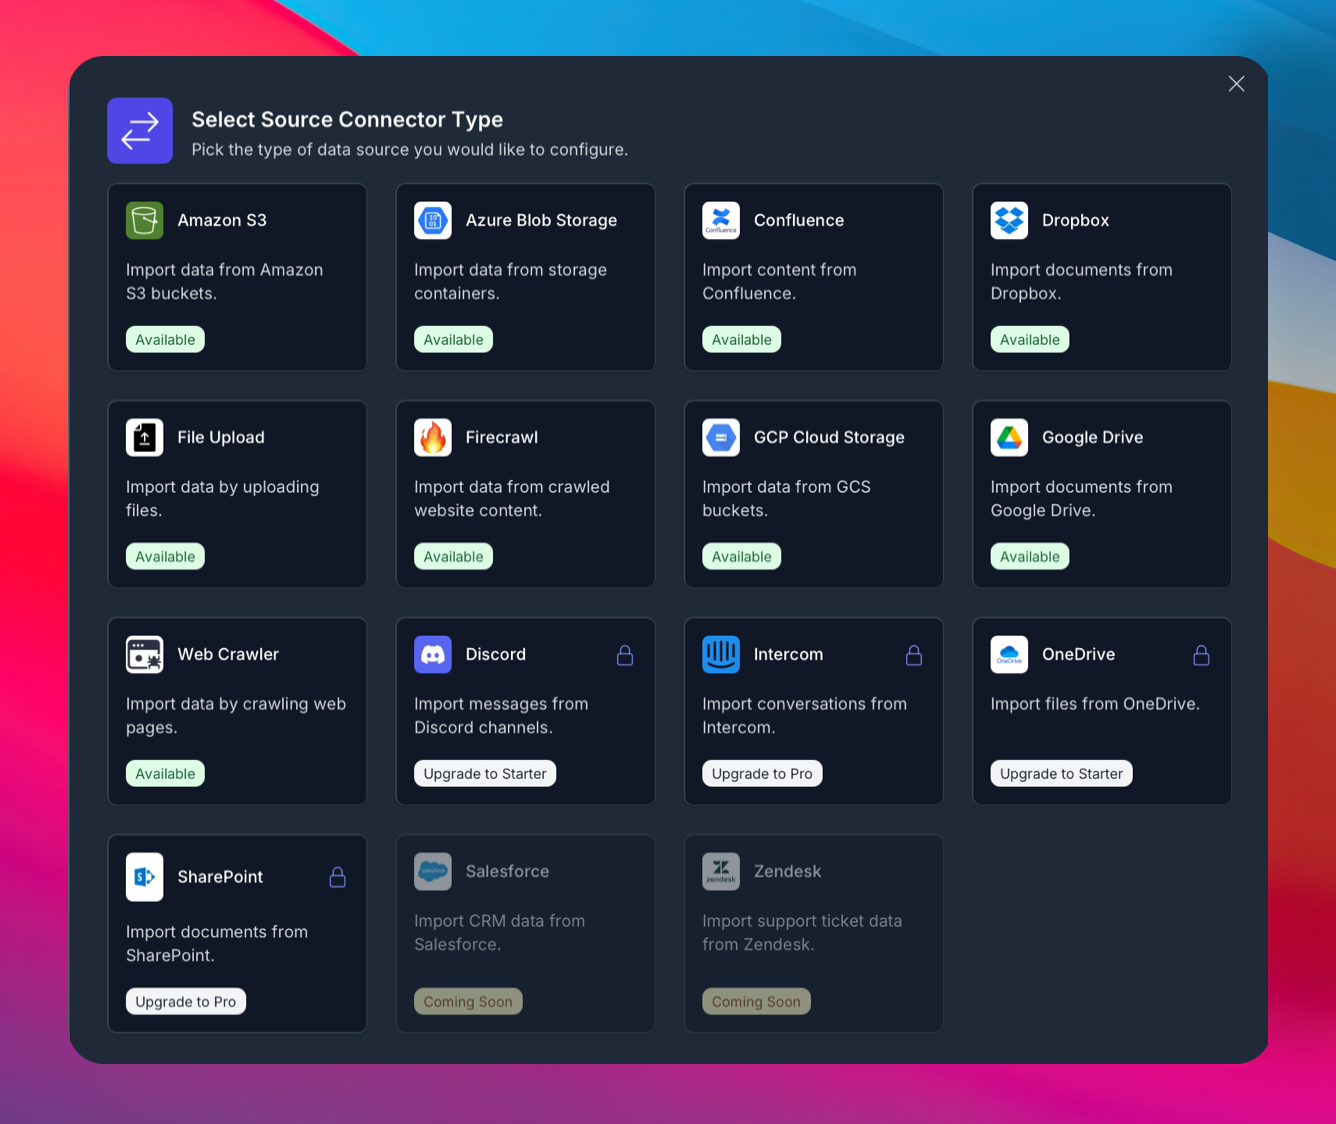 Select Source Connector Type
Pick the type of data source you would like to configure.
Amazon S3
Import data from Amazon
S3 buckets.
Available
10
01
Azure Blob Storage
Import data from storage
containers.
Available
Confluence
Confluence
Import content from
Confluence.
Available
Dropbox
Import documents from
Dropbox.
Available
File Upload
Import data by uploading
files.
Available
Firecrawl
Import data from crawled
website content.
Available
GCP Cloud Storage
Import data from GCS
buckets.
Available
Google Drive
Import documents from
Google Drive.
Available
Web Crawler
Import data by crawling web
pages.
Available
Discord
Import messages from
Discord channels.
Upgrade to Starter
Intercom
Import conversations from
Intercom.
Upgrade to Pro
OneDrive
OneDrive
Import files from OneDrive.
Upgrade to Starter
S
SharePoint
Import documents from
SharePoint.
Upgrade to Pro
salesforce
Salesforce
Import CRM data from
Salesforce.
Coming Soon
zendesk
Zendesk
Import support ticket data
from Zendesk.
Coming Soon